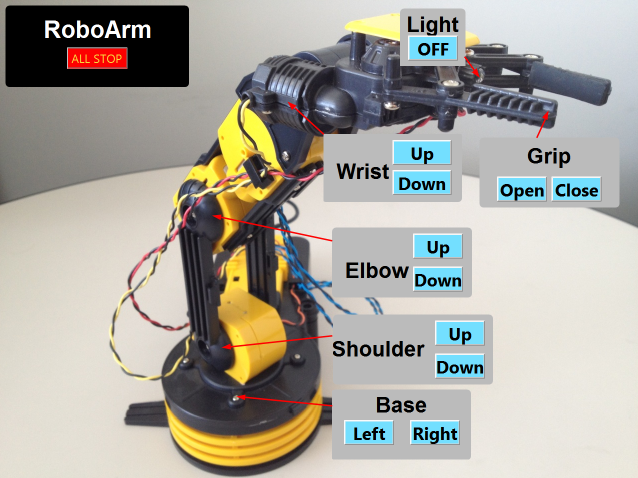 RoboArm
ALL STOP
Light
OFF
Wrist
Up
Down
Grip
Open Close
Elbow
Up
Down
Shoulder
Up
Down
Base
Left Right